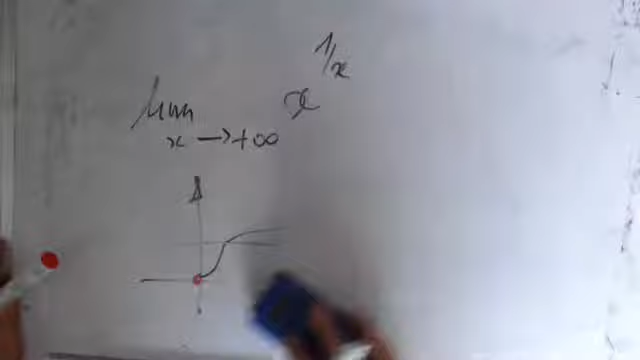 lim x^{1/x}
x → +∞